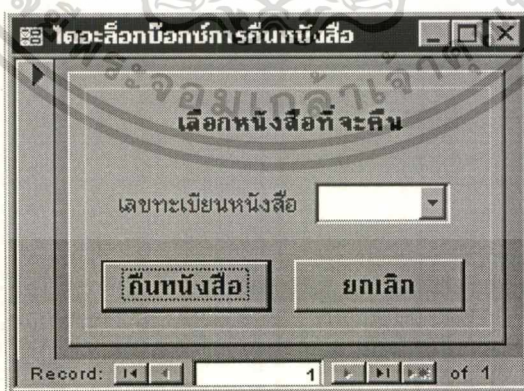 ไดอะล็อกบ๊อกซ์การคืนหนังสือ
เลือกหนังสือที่จะคืน
เลขทะเบียนหนังสือ
คืนหนังสือ ยกเลิก
Record: 1 of 1